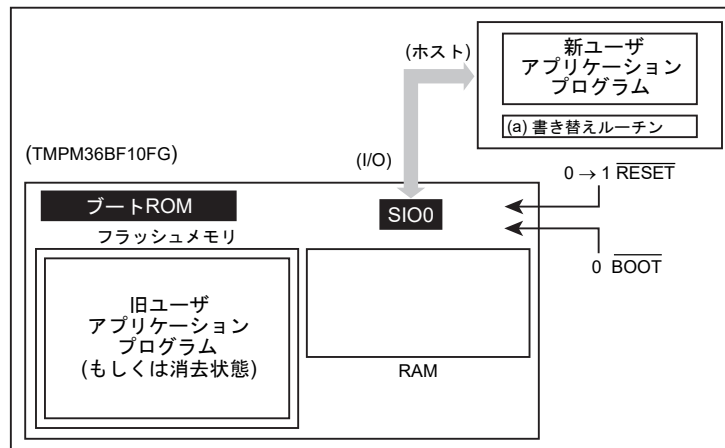 (ホスト)
新ユーザ
アプリケーション
プログラム
(a) 書き替えルーチン
(TMPM36BF10FG)
(I/O)
0 → 1 RESET
ブートROM
SIO0
フラッシュメモリ
0 BOOT
旧ユーザ
アプリケーション
プログラム
(もしくは消去状態)
RAM